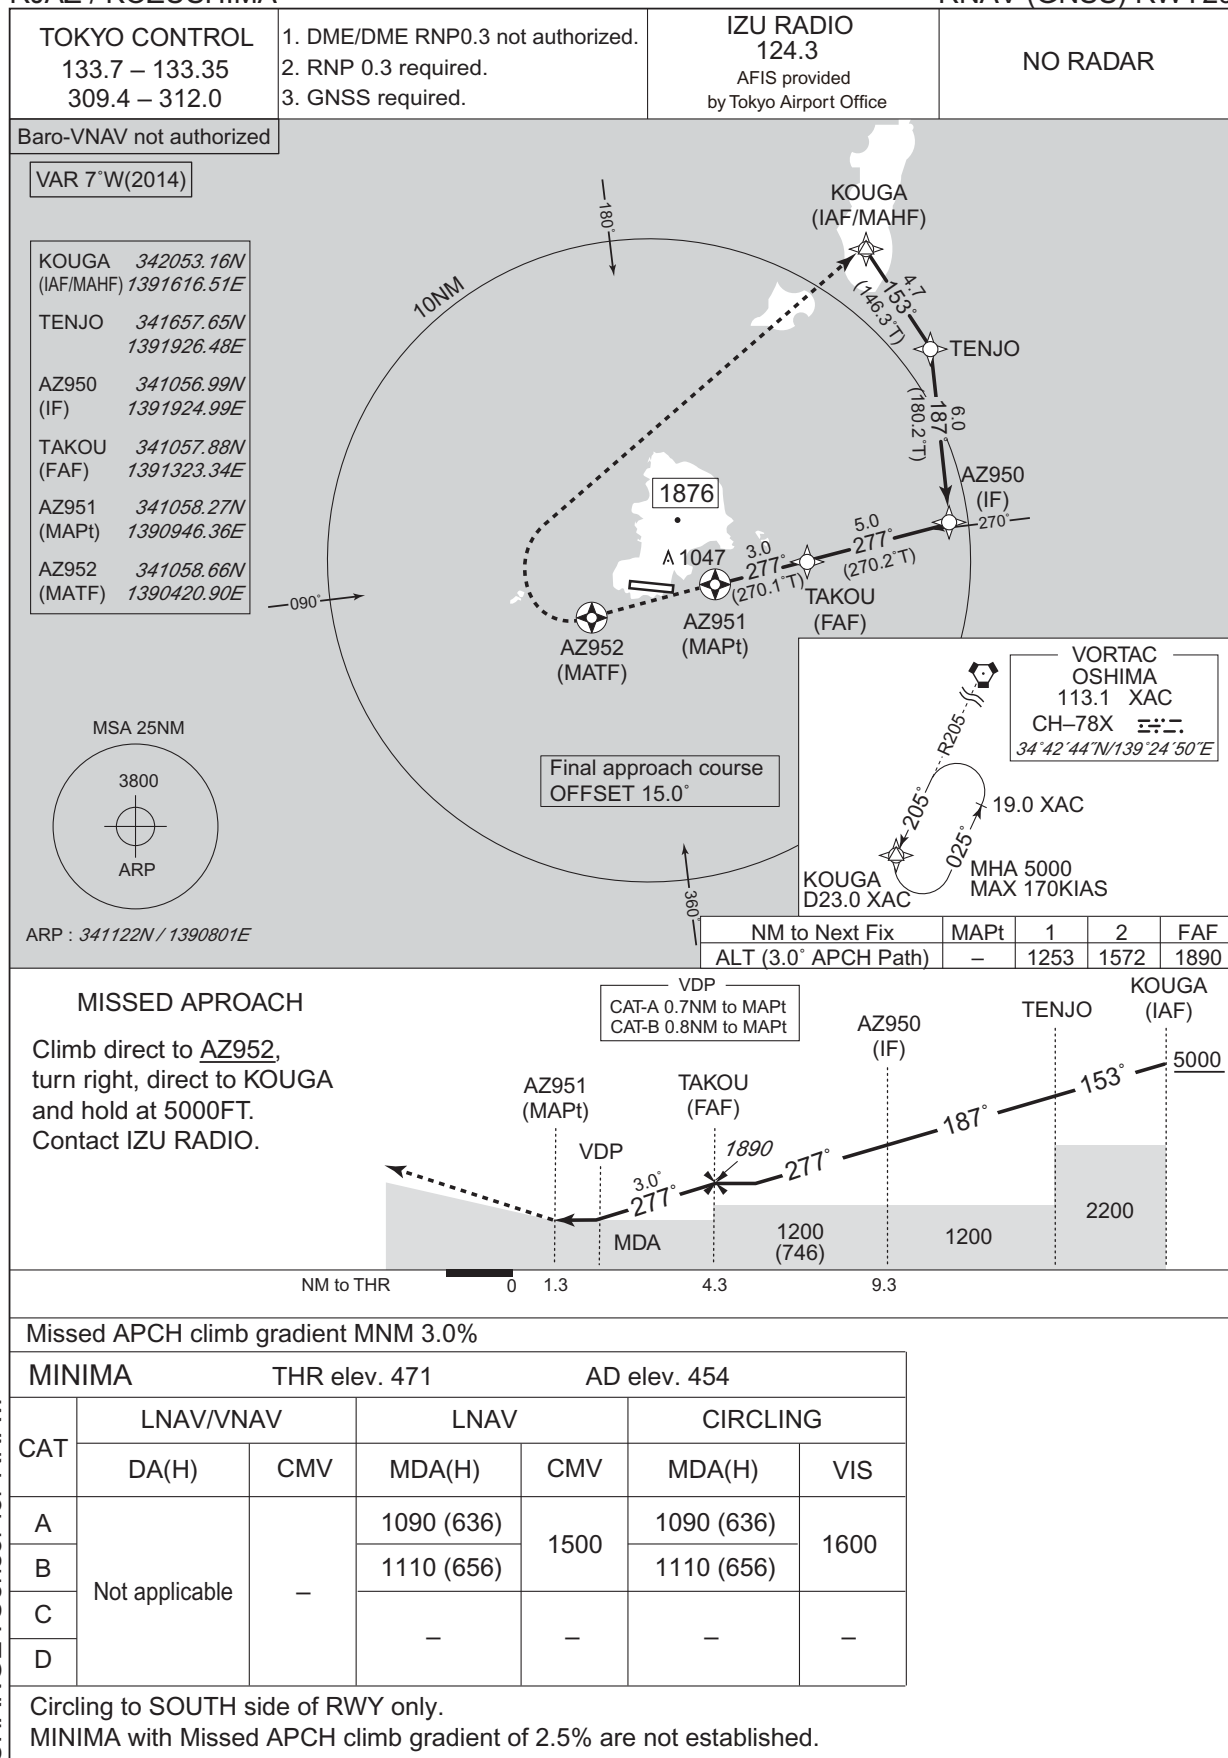 TOKYO CONTROL
133.7 – 133.35
309.4 – 312.0
1. DME/DME RNP0.3 not authorized.
2. RNP 0.3 required.
3. GNSS required.
IZU RADIO
124.3
AFIS provided
by Tokyo Airport Office
NO RADAR
Baro-VNAV not authorized
VAR 7°W(2014)
KOUGA 342053.16N
(IAF/MAHF) 1391616.51E
TENJO 341657.65N
1391926.48E
AZ950 341056.99N
(IF) 1391924.99E
TAKOU 341057.88N
(FAF) 1391323.34E
AZ951 341058.27N
(MAPt) 1390946.36E
AZ952 341058.66N
(MATF) 1390420.90E
180°
10NM
KOUGA
(IAF/MAHF)
4.7
153°
(146.3°T)
TENJO
6.0
187°
(180.2°T)
AZ950
(IF)
270°
1876
1047
5.0
277°
(270.2°T)
3.0
277°
(270.1°T)
TAKOU
(FAF)
AZ951
(MAPt)
AZ952
(MATF)
090°
360°
MSA 25NM
3800
ARP
ARP : 341122N / 1390801E
Final approach course
OFFSET 15.0°
VORTAC
OSHIMA
113.1 XAC
CH–78X
34°42´44˝N/139°24´50˝E
R205
205°
025°
19.0 XAC
KOUGA
D23.0 XAC
MHA 5000
MAX 170KIAS
NM to Next Fix MAPt 1 2 FAF
ALT (3.0° APCH Path) – 1253 1572 1890
MISSED APROACH
Climb direct to AZ952,
turn right, direct to KOUGA
and hold at 5000FT.
Contact IZU RADIO.
VDP
CAT-A 0.7NM to MAPt
CAT-B 0.8NM to MAPt
AZ951
(MAPt)
VDP
TAKOU
(FAF)
AZ950
(IF)
TENJO
KOUGA
(IAF)
5000
153°
187°
277°
1890
3.0°
277°
MDA
1200
(746)
1200
2200
NM to THR 0 1.3 4.3 9.3
Missed APCH climb gradient MNM 3.0%
MINIMA THR elev. 471 AD elev. 454
CAT LNAV/VNAV LNAV CIRCLING
DA(H) CMV MDA(H) CMV MDA(H) VIS
A 1090 (636) 1090 (636)
1500 1600
B 1110 (656) 1110 (656)
Not applicable –
C
– – – –
D
Circling to SOUTH side of RWY only.
MINIMA with Missed APCH climb gradient of 2.5% are not established.